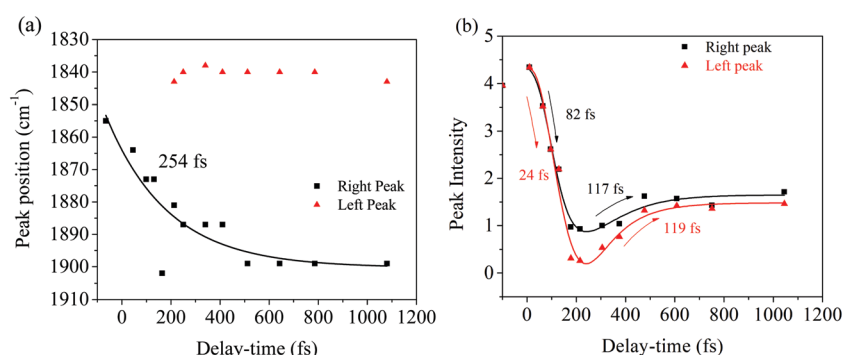 (a)
1830
1840
1850
1860
1870
1880
1890
1900
1910
Peak position (cm⁻¹)
254 fs
Right Peak
Left Peak
0 200 400 600 800 1000 1200
Delay-time (fs)
(b)
5
4
3
2
1
0
Peak Intensity
Right peak
Left peak
82 fs
24 fs
117 fs
119 fs
0 200 400 600 800 1000 1200
Delay-time (fs)